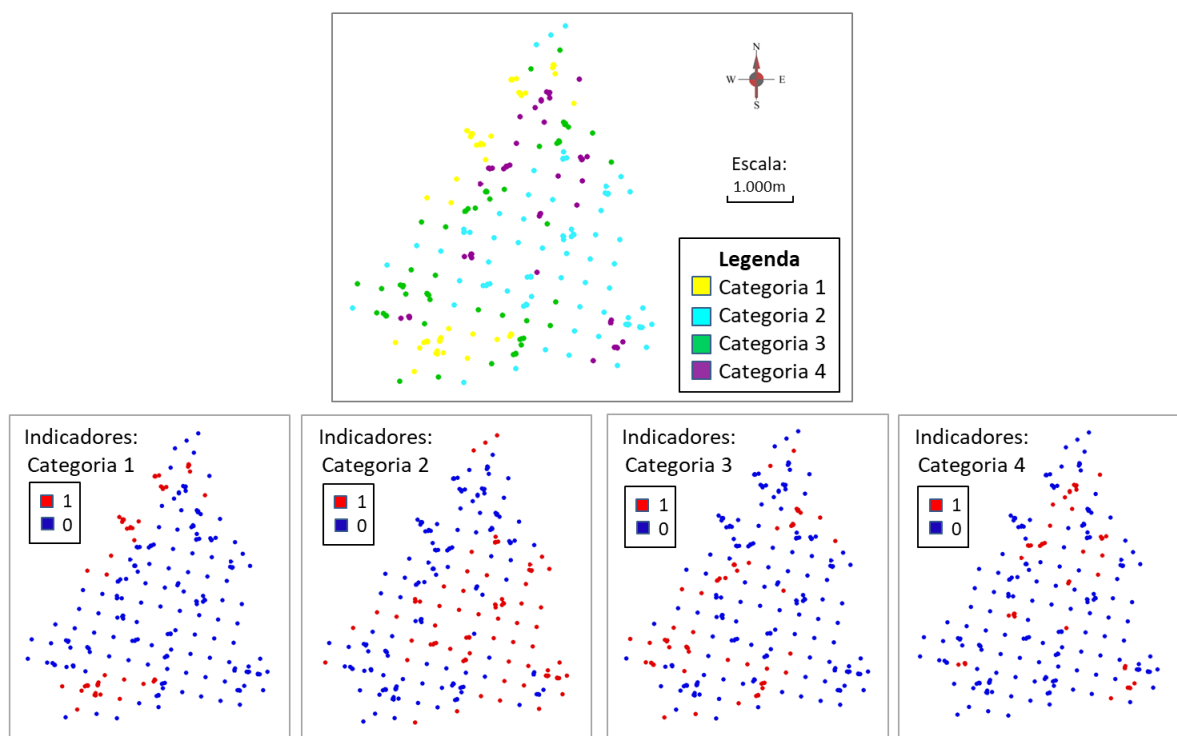 N
W E
S
Escala:
1.000m
Legenda
Categoria 1
Categoria 2
Categoria 3
Categoria 4
Indicadores:
Categoria 1
1
0
Indicadores:
Categoria 2
1
0
Indicadores:
Categoria 3
1
0
Indicadores:
Categoria 4
1
0